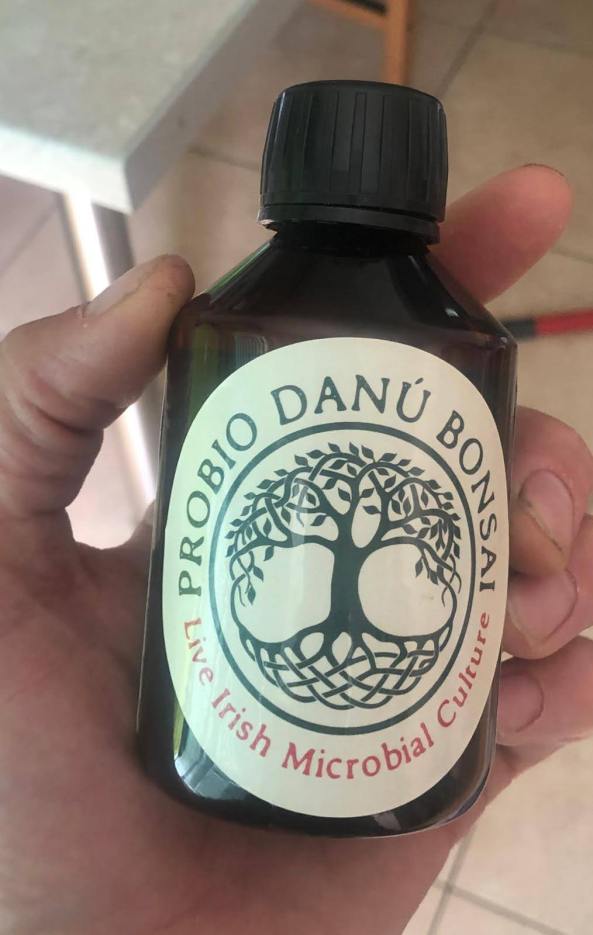 PROBIO DANÚ BONSAI
Live Irish Microbial Culture